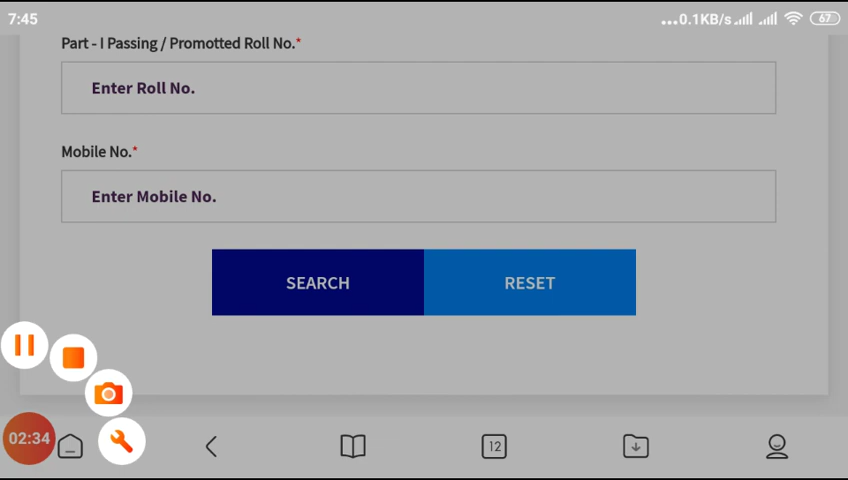 7:45
...0.1KB/s 67
Part - I Passing / Promotted Roll No.*
Enter Roll No.
Mobile No.*
Enter Mobile No.
SEARCH RESET
02:34
12